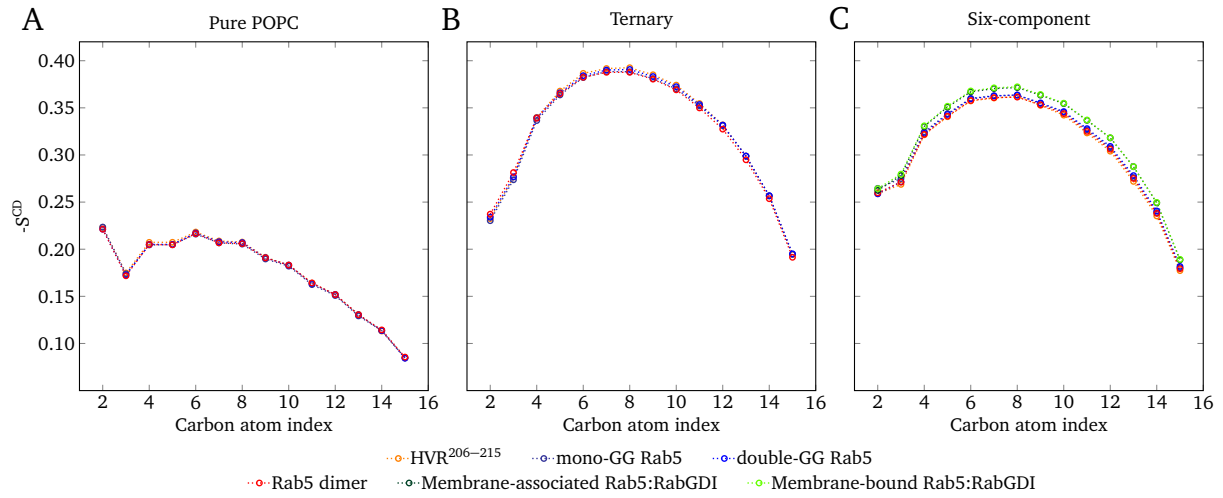 A Pure POPC
B Ternary
C Six-component
-S^CD
0.40
0.35
0.30
0.25
0.20
0.15
0.10
2 4 6 8 10 12 14 16
2 4 6 8 10 12 14 16
2 4 6 8 10 12 14 16
Carbon atom index
Carbon atom index
Carbon atom index
HVR^206−215 mono-GG Rab5 double-GG Rab5
Rab5 dimer Membrane-associated Rab5:RabGDI Membrane-bound Rab5:RabGDI